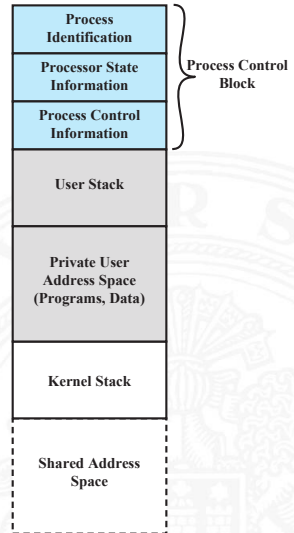 Process
Identification
Processor State
Information
Process Control
Information
Process Control
Block
User Stack
Private User
Address Space
(Programs, Data)
Kernel Stack
Shared Address
Space